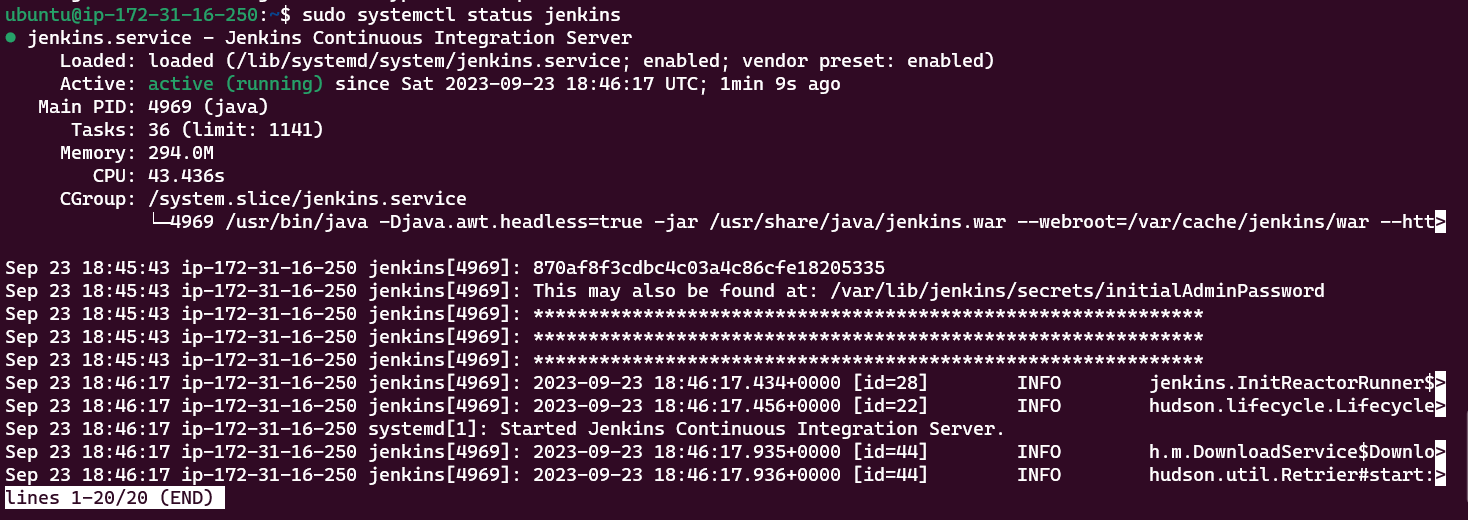 ubuntu@ip-172-31-16-250:~$ sudo systemctl status jenkins
● jenkins.service - Jenkins Continuous Integration Server
     Loaded: loaded (/lib/systemd/system/jenkins.service; enabled; vendor preset: enabled)
     Active: active (running) since Sat 2023-09-23 18:46:17 UTC; 1min 9s ago
   Main PID: 4969 (java)
      Tasks: 36 (limit: 1141)
     Memory: 294.0M
        CPU: 43.436s
     CGroup: /system.slice/jenkins.service
             └─4969 /usr/bin/java -Djava.awt.headless=true -jar /usr/share/java/jenkins.war --webroot=/var/cache/jenkins/war --htt>
Sep 23 18:45:43 ip-172-31-16-250 jenkins[4969]: 870af8f3cdbc4c03a4c86cfe18205335
Sep 23 18:45:43 ip-172-31-16-250 jenkins[4969]: This may also be found at: /var/lib/jenkins/secrets/initialAdminPassword
Sep 23 18:45:43 ip-172-31-16-250 jenkins[4969]: *************************************************************
Sep 23 18:45:43 ip-172-31-16-250 jenkins[4969]: *************************************************************
Sep 23 18:45:43 ip-172-31-16-250 jenkins[4969]: *************************************************************
Sep 23 18:46:17 ip-172-31-16-250 jenkins[4969]: 2023-09-23 18:46:17.434+0000 [id=28]        INFO        jenkins.InitReactorRunner$>
Sep 23 18:46:17 ip-172-31-16-250 jenkins[4969]: 2023-09-23 18:46:17.456+0000 [id=22]        INFO        hudson.lifecycle.Lifecycle>
Sep 23 18:46:17 ip-172-31-16-250 systemd[1]: Started Jenkins Continuous Integration Server.
Sep 23 18:46:17 ip-172-31-16-250 jenkins[4969]: 2023-09-23 18:46:17.935+0000 [id=44]        INFO        h.m.DownloadService$Downlo>
Sep 23 18:46:17 ip-172-31-16-250 jenkins[4969]: 2023-09-23 18:46:17.936+0000 [id=44]        INFO        hudson.util.Retrier#start:>
lines 1-20/20 (END)